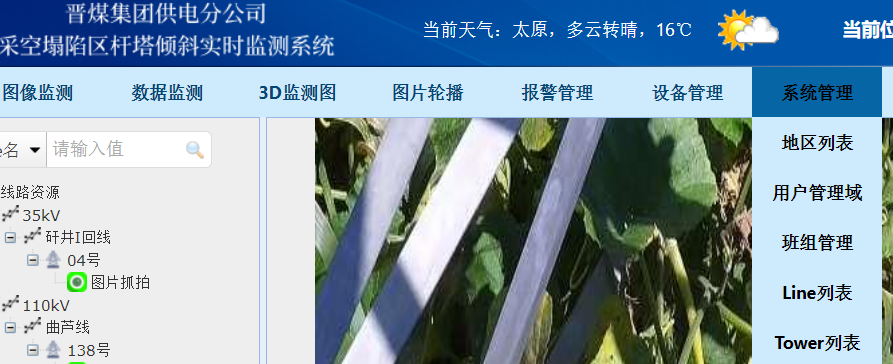 晋煤集团供电分公司
采空塌陷区杆塔倾斜实时监测系统
当前天气：太原，多云转晴，16℃
当前位
图像监测 数据监测 3D监测图 图片轮播 报警管理 设备管理 系统管理
地区列表
用户管理域
班组管理
Line列表
Tower列表
e名 请输入值
线路资源
35kV
矸井I回线
04号
图片抓拍
110kV
曲芦线
138号